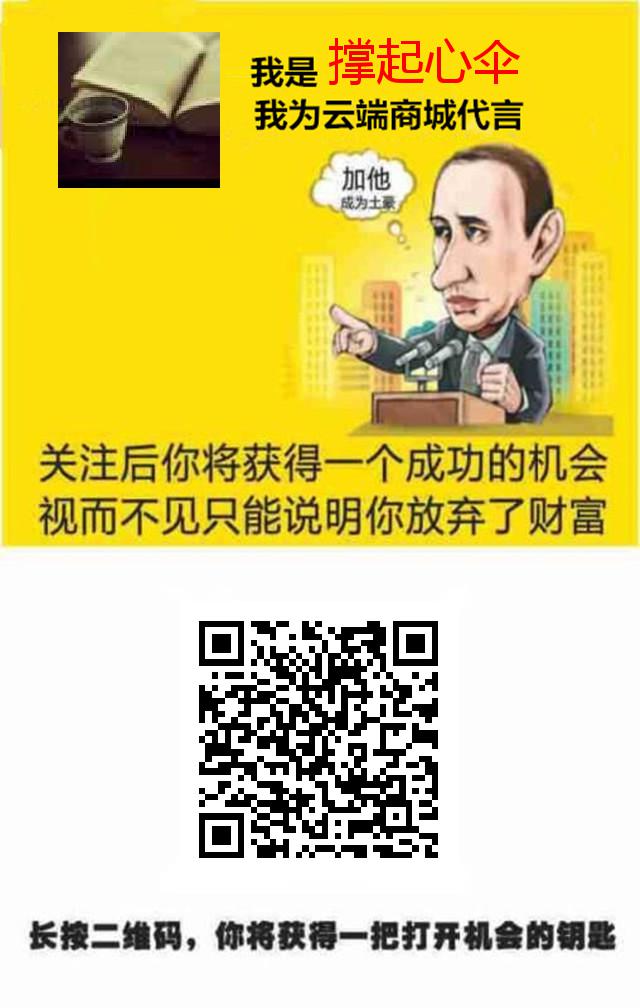 我是 撑起心伞
我为云端商城代言
加他
成为土豪
关注后你将获得一个成功的机会
视而不见只能说明你放弃了财富
长按二维码，你将获得一把打开机会的钥匙